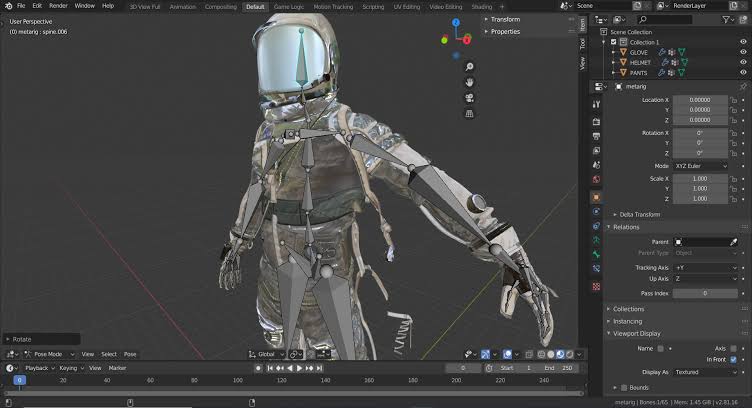 File Edit Render Window Help
3D View Full Animation Compositing Default Game Logic Motion Tracking Scripting UV Editing Video Editing Shading
Scene RenderLayer
User Perspective
(0) metarig : spine.006
Transform
Properties
Item
Tool
View
Z
Scene Collection
Collection 1
GLOVE
HELMET
PANTS
metarig
Location X 0.00000
Y 0.00000
Z 0.00000
Rotation X 0°
Y 0°
Z 0°
Mode XYZ Euler
Scale X 1.000
Y 1.000
Z 1.000
Delta Transform
Relations
Parent
Parent Type Object
Tracking Axis +Y
Up Axis Z
Pass Index 0
Collections
Instancing
Viewport Display
Name Axis
In Front
Display As Textured
Bounds
Rotate
Pose Mode View Select Pose Global
Playback Keying View Marker 0 Start 1 End 250
0 20 40 60 80 100 120 140 160 180 200 220 240
metarig | Bones:1/65 | Mem: 1.45 GiB | v2.81.16